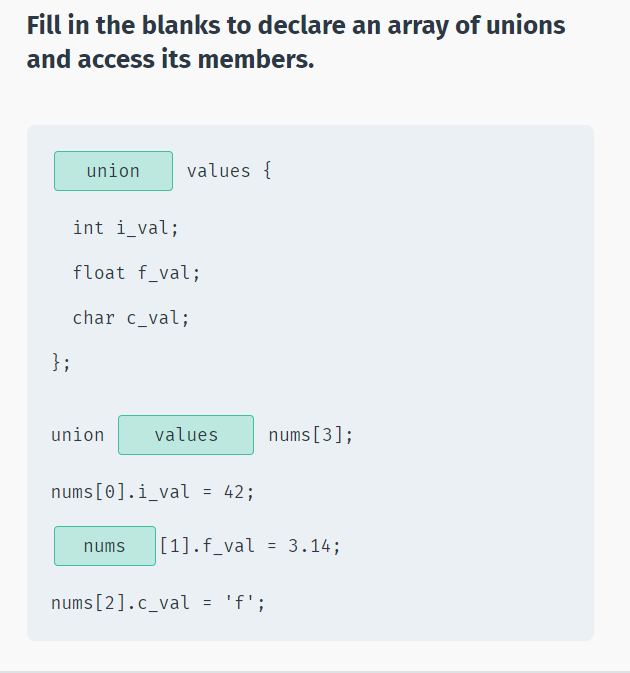 Fill in the blanks to declare an array of unions
and access its members.
union values {
int i_val;
float f_val;
char c_val;
};
union values nums[3];
nums[0].i_val = 42;
nums[1].f_val = 3.14;
nums[2].c_val = 'f';